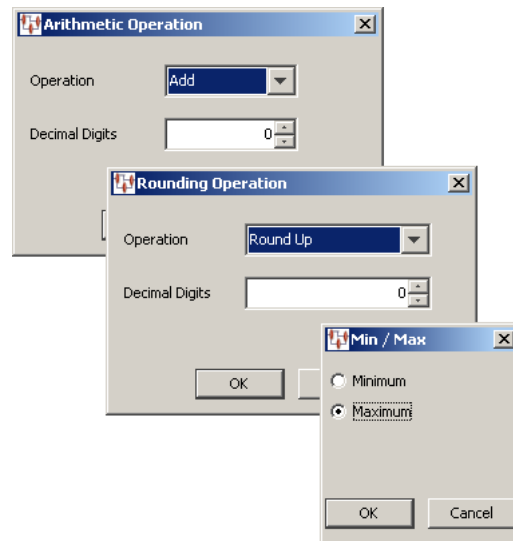 Arithmetic Operation
Operation Add
Decimal Digits 0
Rounding Operation
Operation Round Up
Decimal Digits 0
OK
Min / Max
Minimum
Maximum
OK Cancel